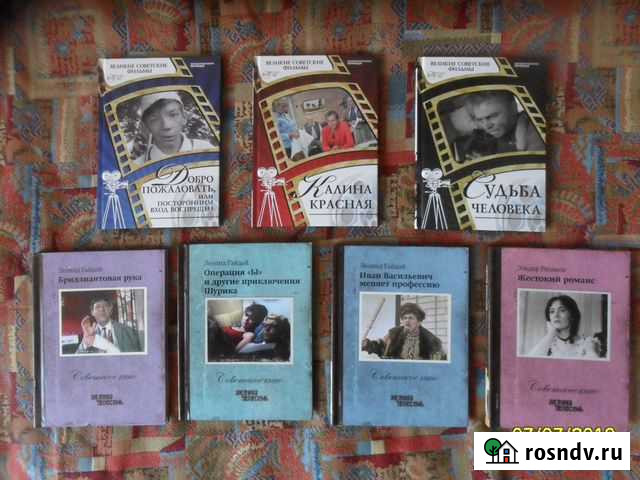 ВЕЛИКИЕ СОВЕТСКИЕ
ФИЛЬМЫ
ДОБРО
ПОЖАЛОВАТЬ,
ИЛИ
ПОСТОРОННИМ
ВХОД ВОСПРЕЩЕН
ВЕЛИКИЕ СОВЕТСКИЕ
ФИЛЬМЫ
КАЛИНА
КРАСНАЯ
ВЕЛИКИЕ СОВЕТСКИЕ
ФИЛЬМЫ
СУДЬБА
ЧЕЛОВЕКА
Леонид Гайдай
Бриллиантовая рука
Советское кино
Леонид Гайдай
Операция «Ы»
и другие приключения
Шурика
Советское кино
Леонид Гайдай
Иван Васильевич
меняет профессию
Советское кино
Эльдар Рязанов
Жестокий романс
Советское кино
rosndv.ru